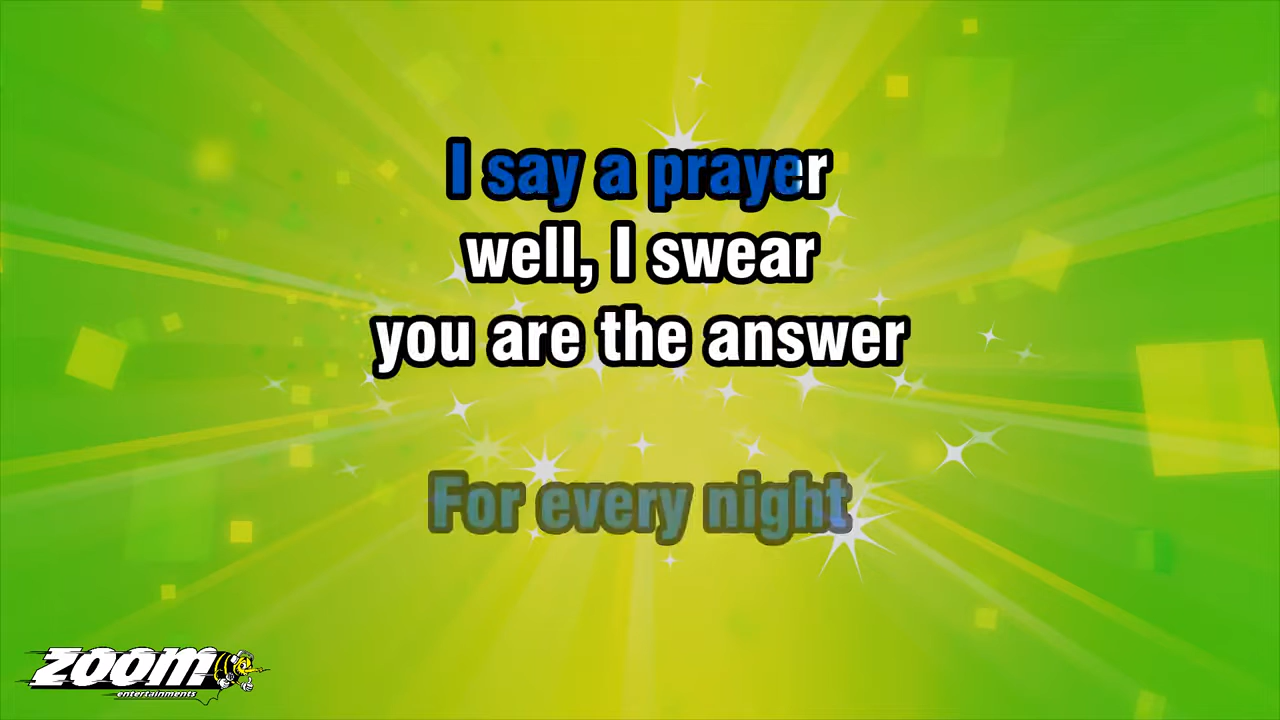 I say a prayer
well, I swear
you are the answer
For every night
ZOOM
entertainments